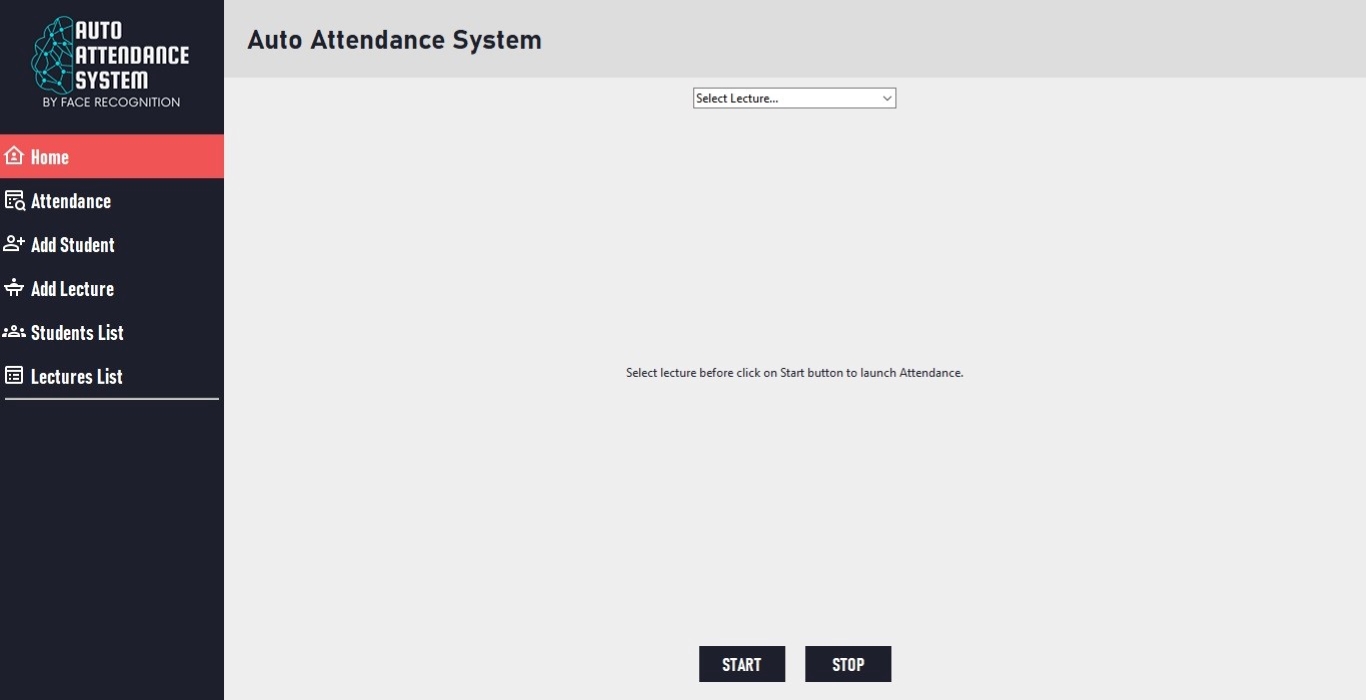 AUTO
ATTENDANCE
SYSTEM
BY FACE RECOGNITION
Auto Attendance System
Select Lecture...
Home
Attendance
Add Student
Add Lecture
Students List
Lectures List
Select lecture before click on Start button to launch Attendance.
START
STOP